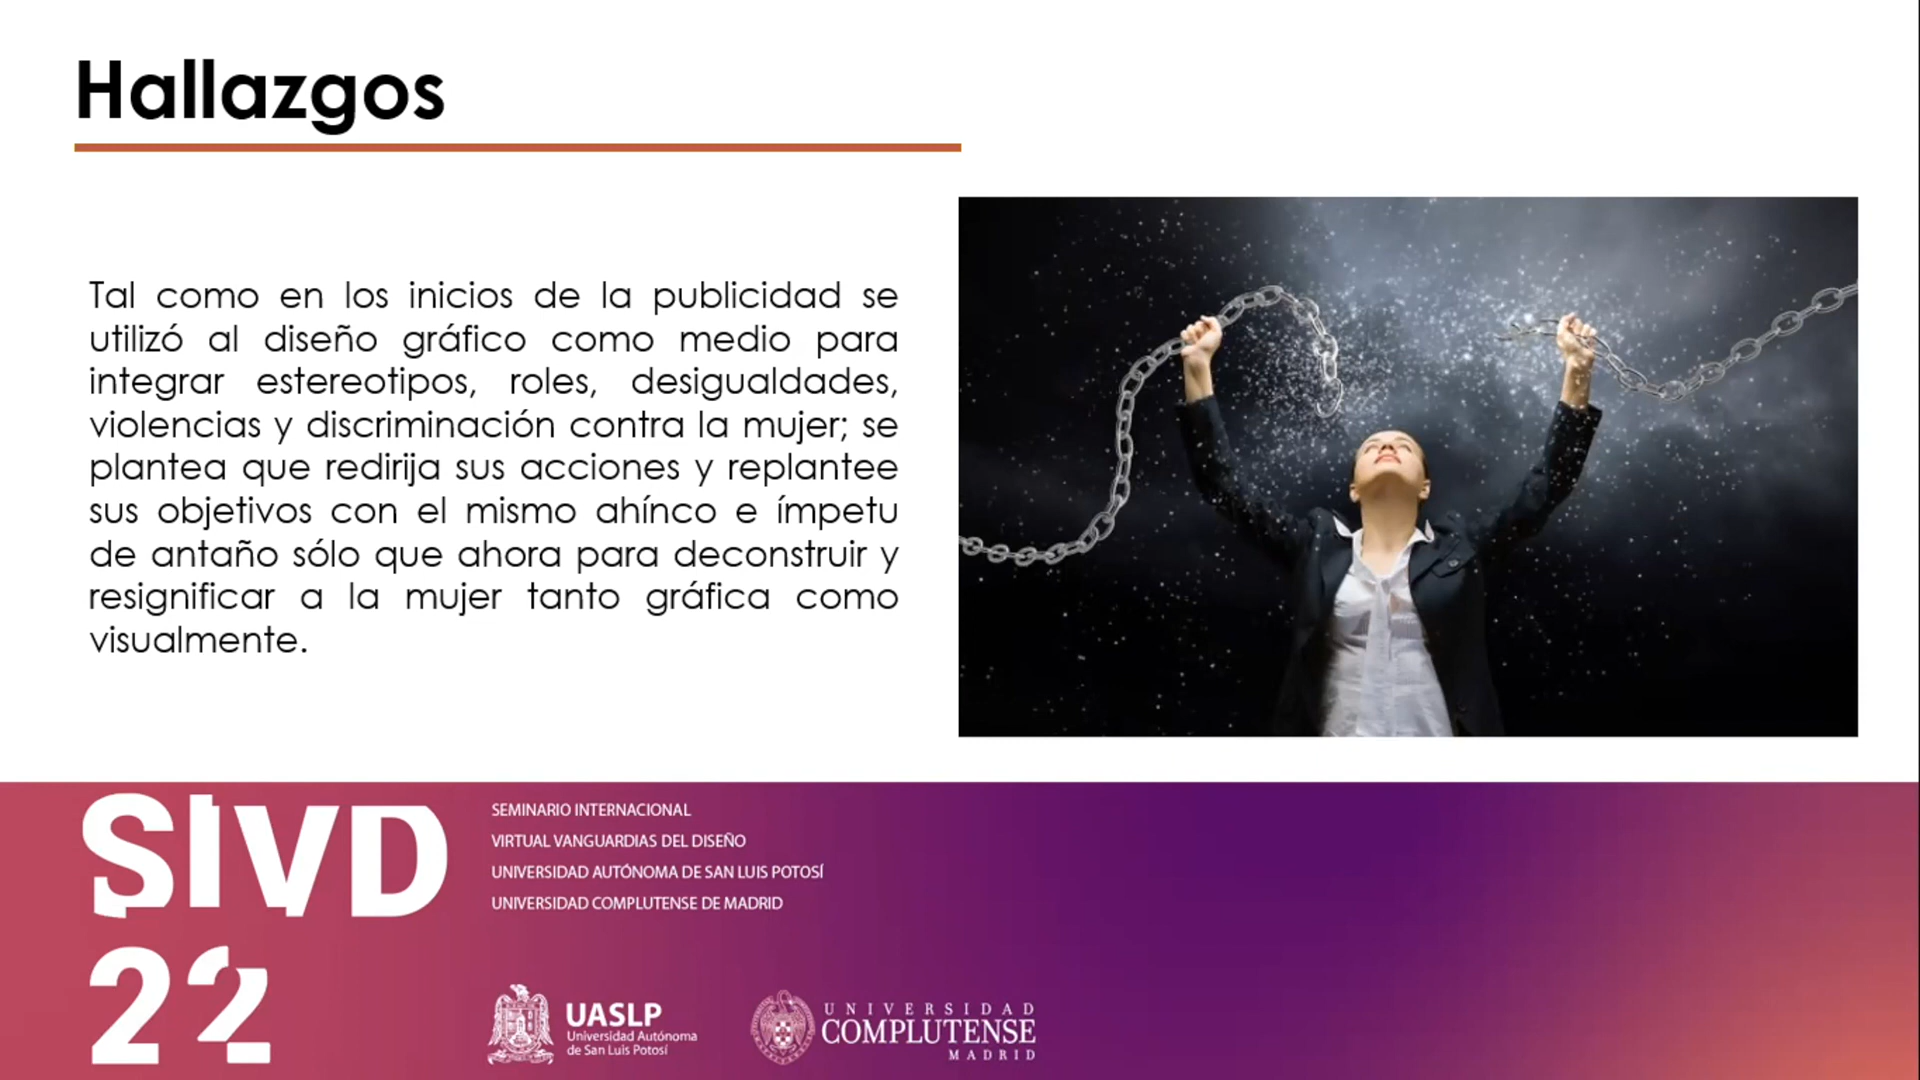 Hallazgos
Tal como en los inicios de la publicidad se
utilizó al diseño gráfico como medio para
integrar estereotipos, roles, desigualdades,
violencias y discriminación contra la mujer; se
plantea que redirija sus acciones y replantee
sus objetivos con el mismo ahínco e ímpetu
de antaño sólo que ahora para deconstruir y
resignificar a la mujer tanto gráfica como
visualmente.
SIVD
22
SEMINARIO INTERNACIONAL
VIRTUAL VANGUARDIAS DEL DISEÑO
UNIVERSIDAD AUTÓNOMA DE SAN LUIS POTOSÍ
UNIVERSIDAD COMPLUTENSE DE MADRID
UASLP
Universidad Autónoma
de San Luis Potosí
UNIVERSIDAD
COMPLUTENSE
MADRID